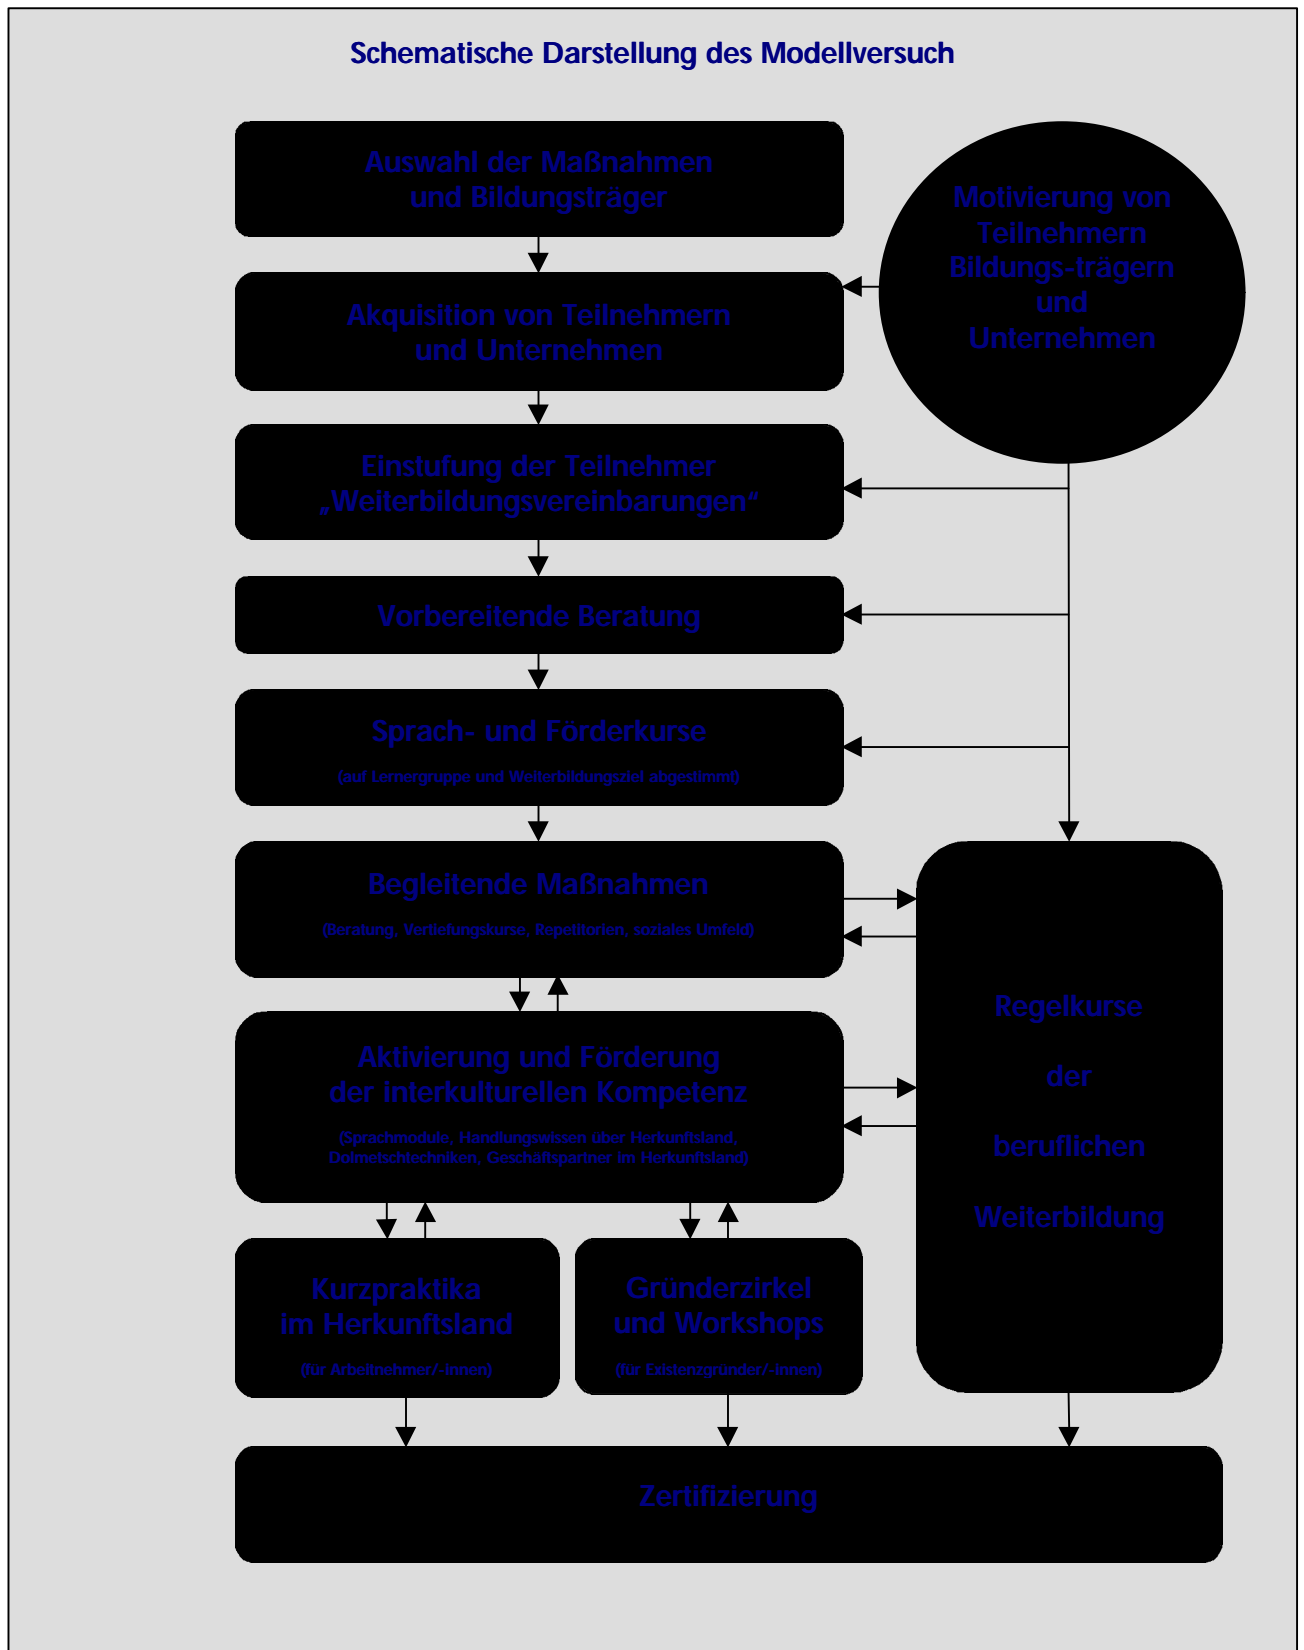 Schematische Darstellung des Modellversuch
Auswahl der Maßnahmen
und Bildungsträger
Motivierung von
Teilnehmern
Bildungs-trägern
und
Unternehmen
Akquisition von Teilnehmern
und Unternehmen
Einstufung der Teilnehmer
„Weiterbildungsvereinbarungen“
Vorbereitende Beratung
Sprach- und Förderkurse
(auf Lernergruppe und Weiterbildungsziel abgestimmt)
Begleitende Maßnahmen
(Beratung, Vertiefungskurse, Repetitorien, soziales Umfeld)
Regelkurse
der
beruflichen
Weiterbildung
Aktivierung und Förderung
der interkulturellen Kompetenz
(Sprachmodule, Handlungswissen über Herkunftsland,
Dolmetschtechniken, Geschäftspartner im Herkunftsland)
Kurzpraktika
im Herkunftsland
(für Arbeitnehmer/-innen)
Gründerzirkel
und Workshops
(für Existenzgründer/-innen)
Zertifizierung